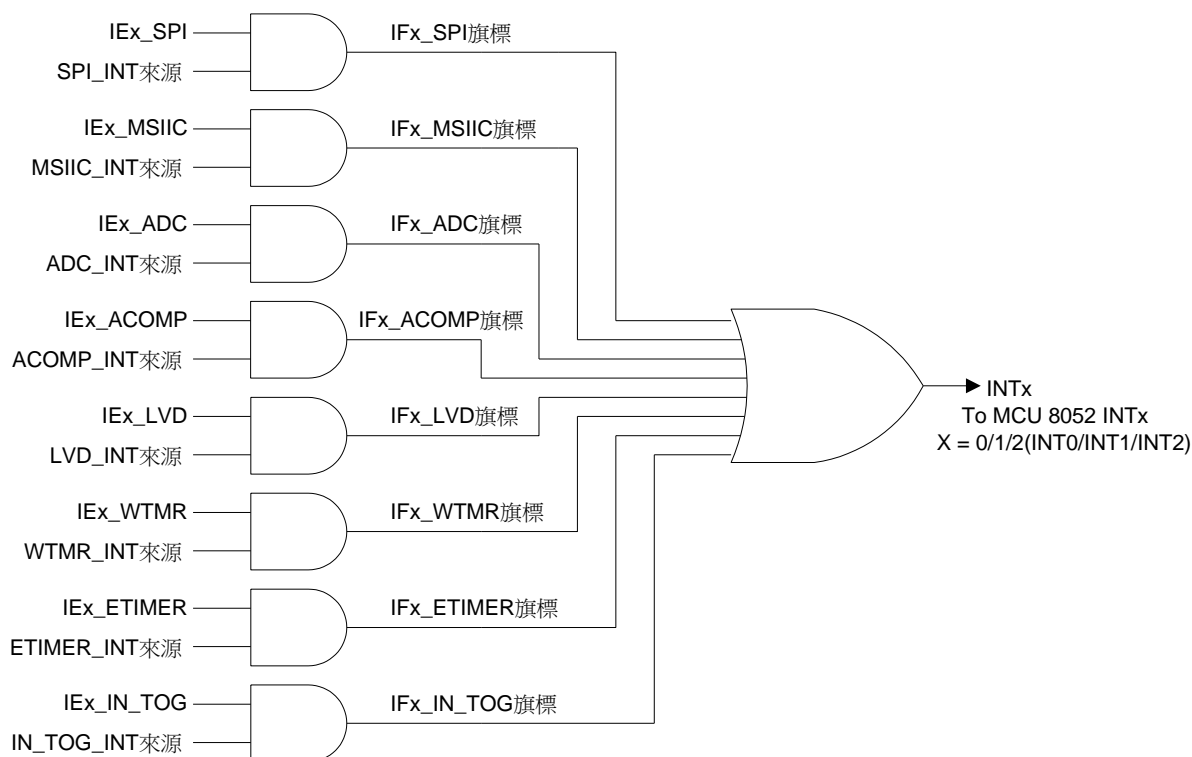 IEx_SPI
SPI_INT來源
IFx_SPI旗標
IEx_MSIIC
MSIIC_INT來源
IFx_MSIIC旗標
IEx_ADC
ADC_INT來源
IFx_ADC旗標
IEx_ACOMP
ACOMP_INT來源
IFx_ACOMP旗標
IEx_LVD
LVD_INT來源
IFx_LVD旗標
IEx_WTMR
WTMR_INT來源
IFx_WTMR旗標
IEx_ETIMER
ETIMER_INT來源
IFx_ETIMER旗標
IEx_IN_TOG
IN_TOG_INT來源
IFx_IN_TOG旗標
INTx
To MCU 8052 INTx
X = 0/1/2(INT0/INT1/INT2)